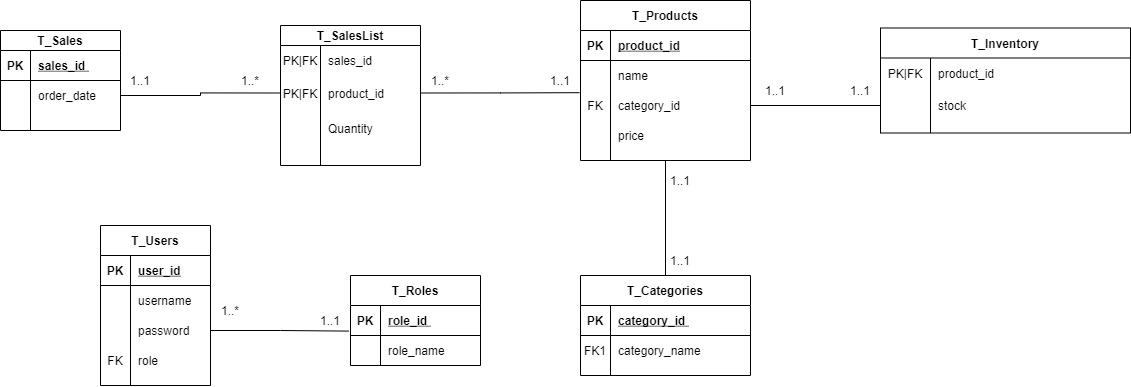 T_Sales
PK sales_id
order_date
1..1
1..*
T_SalesList
PK|FK sales_id
PK|FK product_id
Quantity
1..*
1..1
T_Products
PK product_id
name
FK category_id
price
1..1
1..1
T_Inventory
PK|FK product_id
stock
1..1
1..1
T_Users
PK user_id
username
password
FK role
1..*
1..1
T_Roles
PK role_id
role_name
T_Categories
PK category_id
FK1 category_name